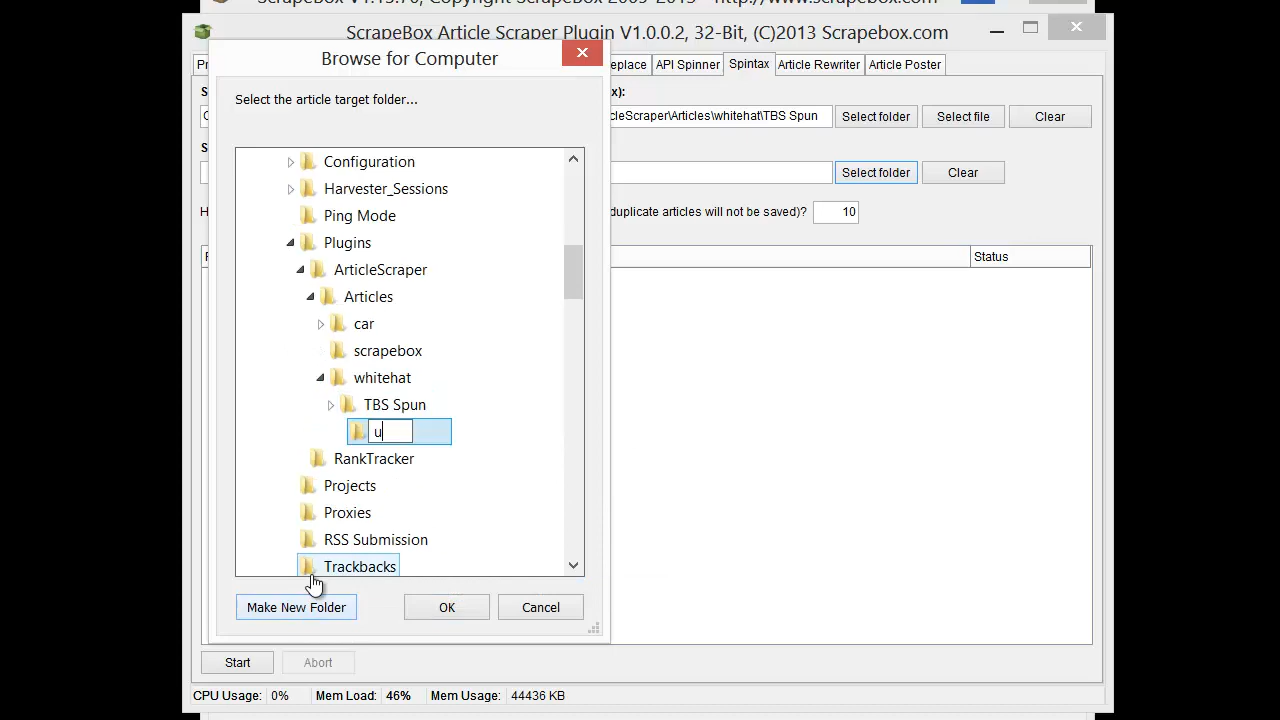 ScrapeBox Article Scraper Plugin V1.0.0.2, 32-Bit, (C)2013 Scrapebox.com
Browse for Computer
eplace
API Spinner
Spintax
Article Rewriter
Article Poster
Select the article target folder...
x):
cleScraper\Articles\whitehat\TBS Spun
Select folder
Select file
Clear
Select folder
Clear
duplicate articles will not be saved)?
10
Status
Configuration
Harvester_Sessions
Ping Mode
Plugins
ArticleScraper
Articles
car
scrapebox
whitehat
TBS Spun
u
RankTracker
Projects
Proxies
RSS Submission
Trackbacks
Make New Folder
OK
Cancel
Start
Abort
CPU Usage: 0%
Mem Load: 46%
Mem Usage: 44436 KB